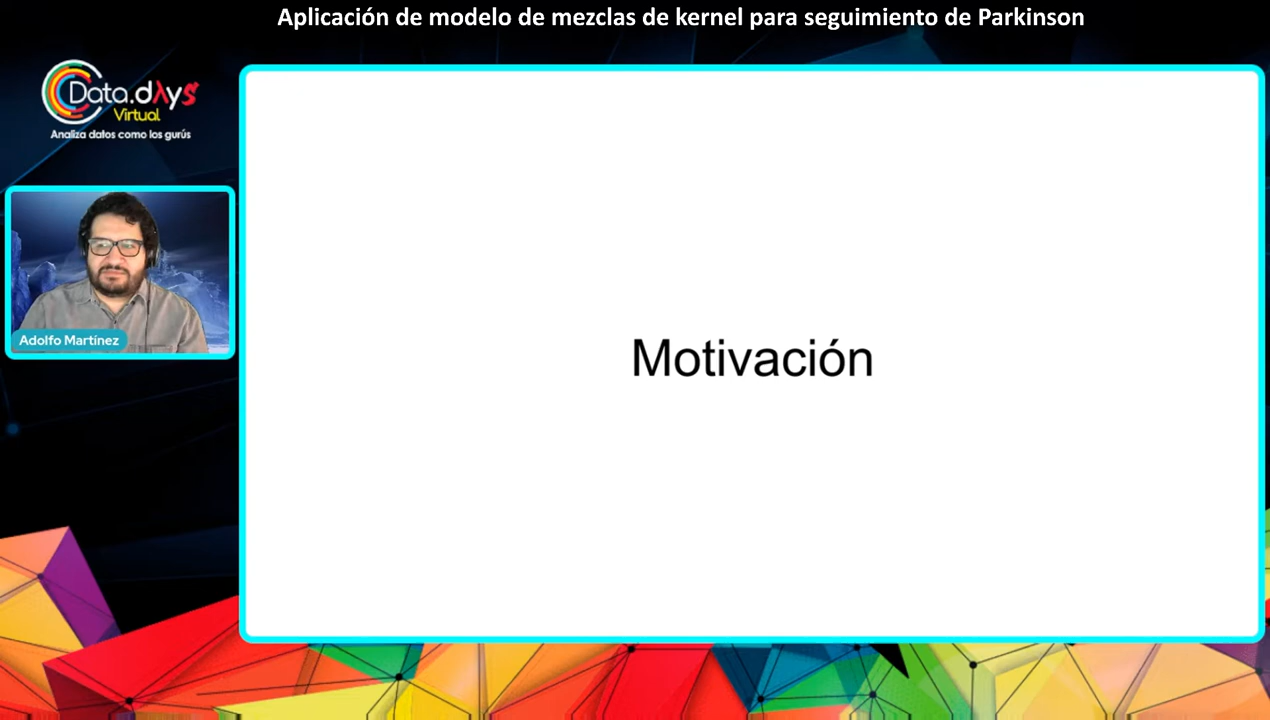 Aplicación de modelo de mezclas de kernel para seguimiento de Parkinson
Data.dAys
Virtual
Analiza datos como los gurús
Adolfo Martínez
Motivación